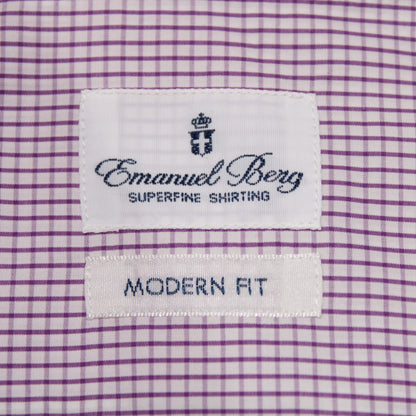 Emanuel Berg
SUPERFINE SHIRTING
MODERN FIT